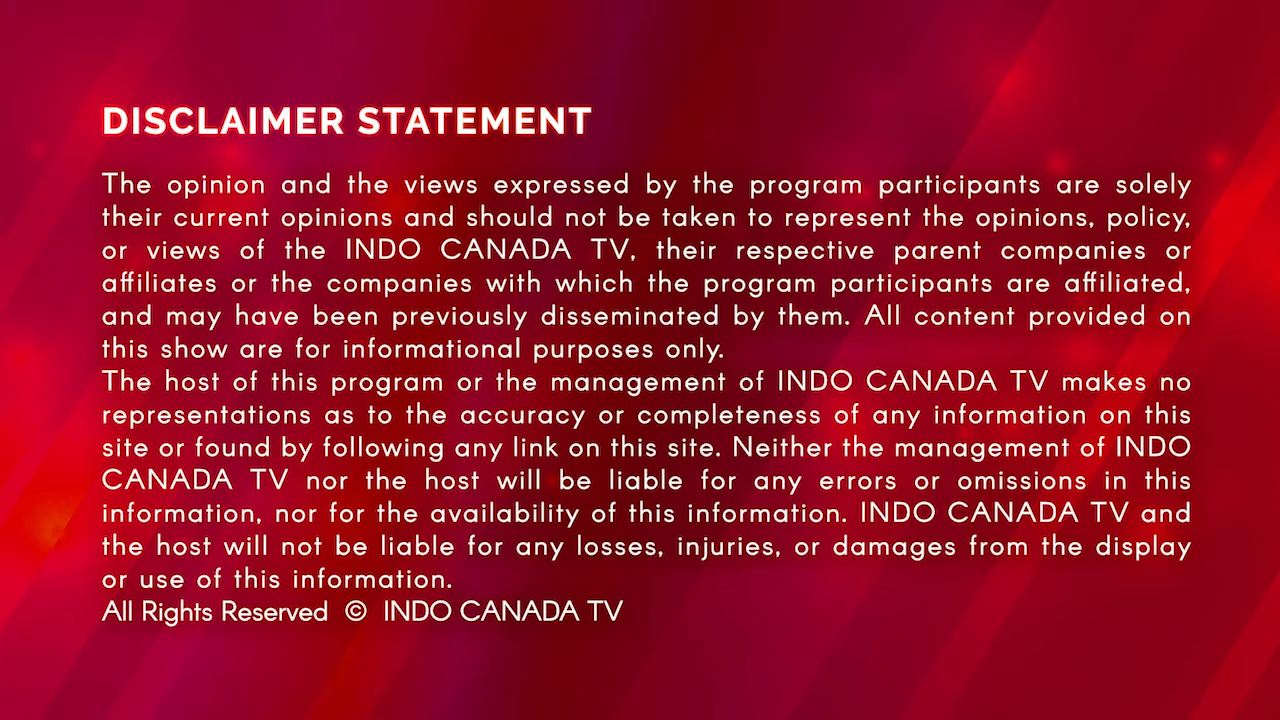 DISCLAIMER STATEMENT
The opinion and the views expressed by the program participants are solely
their current opinions and should not be taken to represent the opinions, policy,
or views of the INDO CANADA TV, their respective parent companies or
affiliates or the companies with which the program participants are affiliated,
and may have been previously disseminated by them. All content provided on
this show are for informational purposes only.
The host of this program or the management of INDO CANADA TV makes no
representations as to the accuracy or completeness of any information on this
site or found by following any link on this site. Neither the management of INDO
CANADA TV nor the host will be liable for any errors or omissions in this
information, nor for the availability of this information. INDO CANADA TV and
the host will not be liable for any losses, injuries, or damages from the display
or use of this information.
All Rights Reserved © INDO CANADA TV